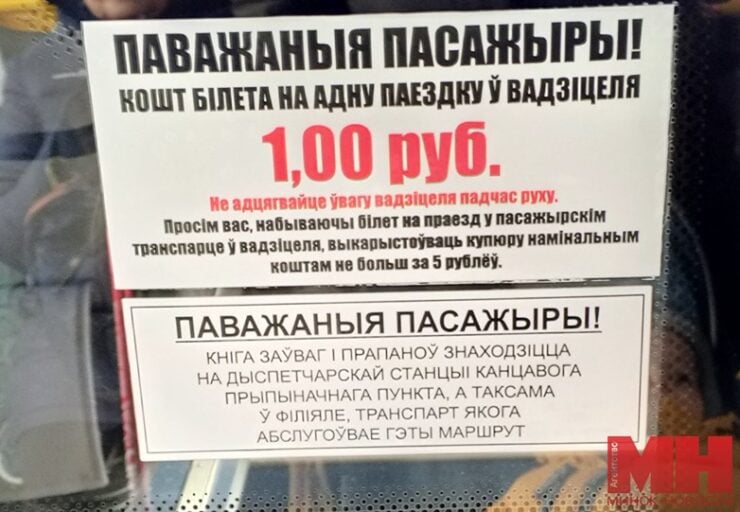 ПАВАЖАНЫЯ ПАСАЖЫРЫ!
КОШТ БІЛЕТА НА АДНУ ПАЕЗДКУ Ў ВАДЗІЦЕЛЯ
1,00 руб.
Не адцягвайце ўвагу вадзіцеля падчас руху.
Просім вас, набываючы білет на праезд у пасажырскім
транспарце ў вадзіцеля, выкарыстоўваць купюру намінальным
коштам не больш за 5 рублёў.
ПАВАЖАНЫЯ ПАСАЖЫРЫ!
КНІГА ЗАЎВАГ І ПРАПАНОЎ ЗНАХОДЗІЦЦА
НА ДЫСПЕТЧАРСКАЙ СТАНЦЫІ КАНЦАВОГА
ПРЫПЫНАЧНАГА ПУНКТА, А ТАКСАМА
Ў ФІЛІЯЛЕ, ТРАНСПАРТ ЯКОГА
АБСЛУГОЎВАЕ ГЭТЫ МАРШРУТ
МН
Агентство